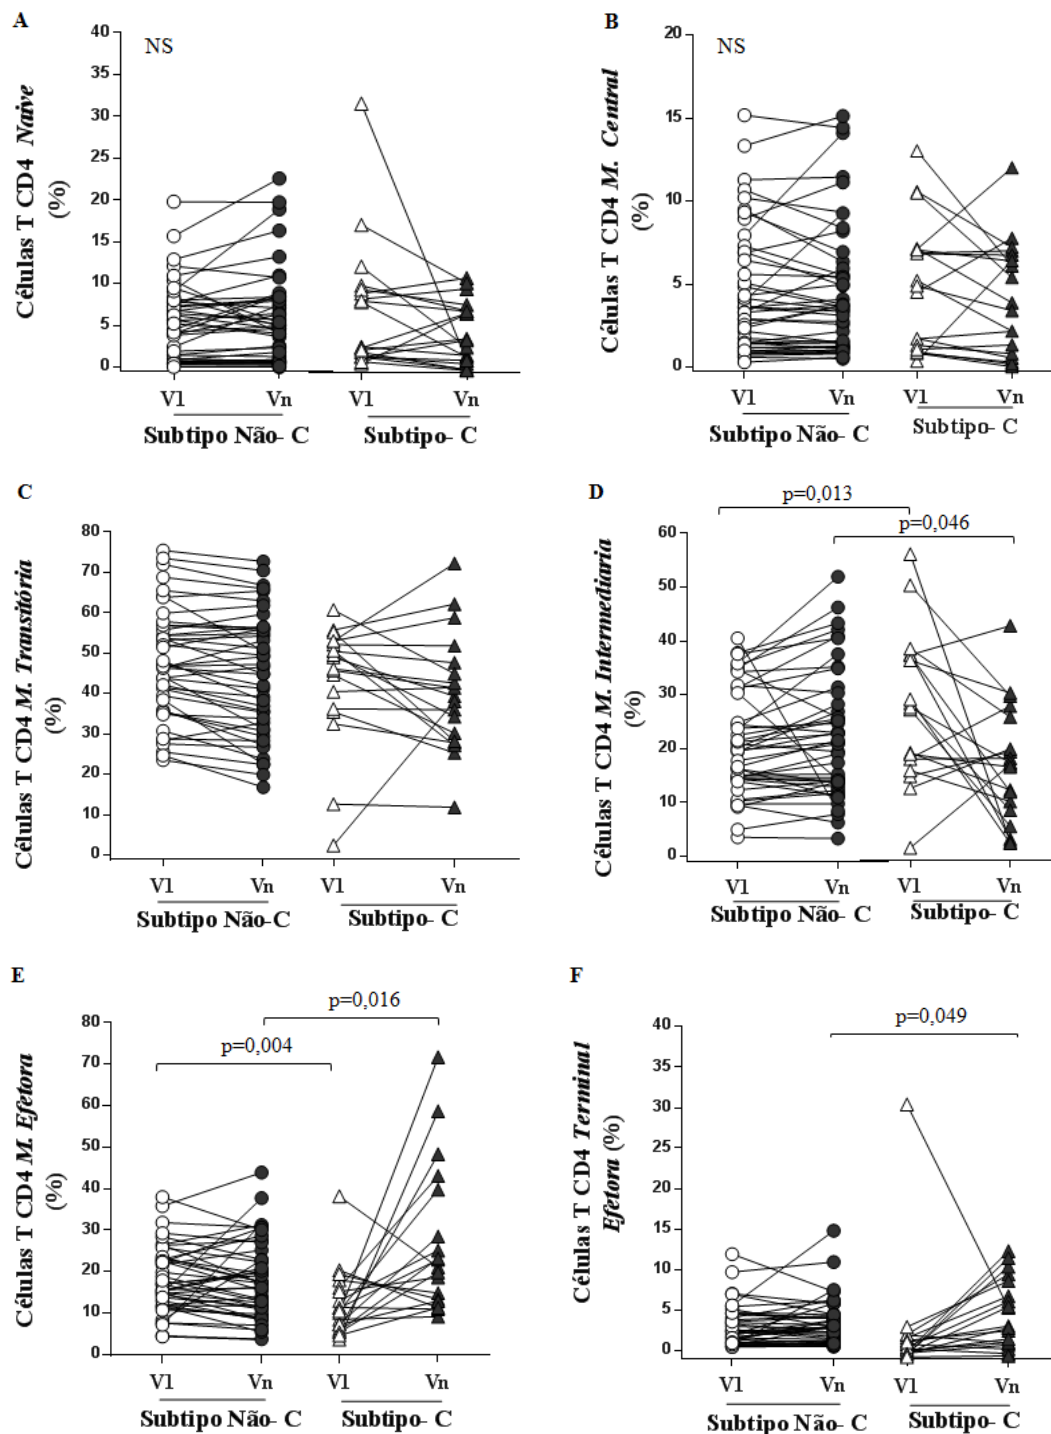 A
NS
Células T CD4 Naive
(%)
40
35
30
25
20
15
10
5
0
V1
Vn
V1
Vn
Subtipo Não- C
Subtipo- C
B
NS
Células T CD4 M. Central
(%)
20
15
10
5
0
V1
Vn
V1
Vn
Subtipo Não- C
Subtipo- C
C
Células T CD4 M. Transitória
(%)
80
70
60
50
40
30
20
10
0
V1
Vn
V1
Vn
Subtipo Não-C
Subtipo- C
D
p=0,013
p=0,046
Células T CD4 M. Intermediaria
(%)
60
50
40
30
20
10
0
V1
Vn
V1
Vn
Subtipo Não- C
Subtipo- C
E
p=0,016
p=0,004
Células T CD4 M. Efetora
(%)
80
70
60
50
40
30
20
10
0
V1
Vn
V1
Vn
Subtipo Não- C
Subtipo- C
F
p=0,049
Células T CD4 Terminal
Efetora (%)
40
30
20
15
10
5
0
V1
Vn
V1
Vn
Subtipo Não- C
Subtipo- C